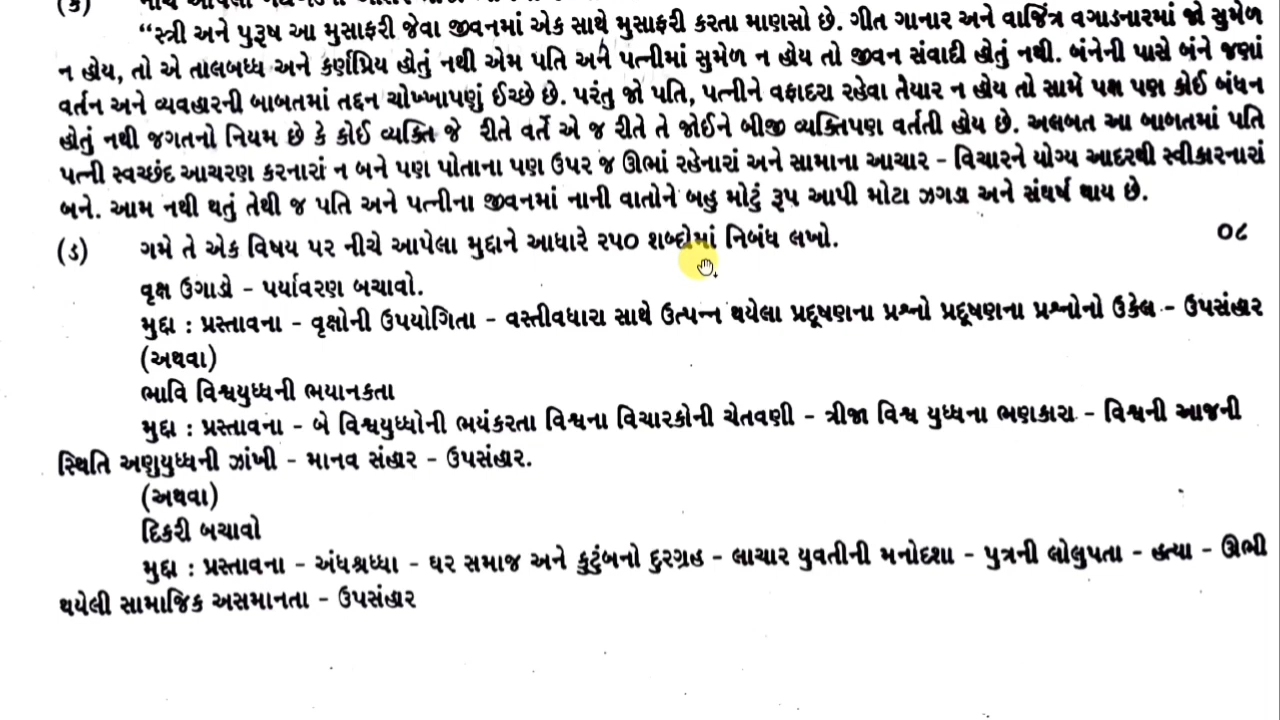 (ક)
“સ્ત્રી અને પુરૂષ આ મુસાફરી જેવા જીવનમાં એક સાથે મુસાફરી કરતા માણસો છે. ગીત ગાનાર અને વાજિંત્ર વગાડનારમાં જો સુમેળ
ન હોય, તો એ તાલબધ્ધ અને કર્ણપ્રિય હોતું નથી એમ પતિ અને પત્નીમાં સુમેળ ન હોય તો જીવન સંવાદી હોતું નથી. બંનેની પાસે બંને જણાં
વર્તન અને વ્યવહારની બાબતમાં તદ્દન ચોખ્ખાપણું ઈચ્છે છે. પરંતુ જો પતિ, પત્નીને વફાદરા રહેવા તૈયાર ન હોય તો સામે પક્ષ પણ કોઈ બંધન
હોતું નથી જગતનો નિયમ છે કે કોઈ વ્યક્તિ જે રીતે વર્તે એ જ રીતે તે જોઈને બીજી વ્યક્તિપણ વર્તતી હોય છે. અલબત આ બાબતમાં પતિ
પત્ની સ્વચ્છંદ આચરણ કરનારાં ન બને પણ પોતાના પણ ઉપર જ ઊભાં રહેનારાં અને સામાના આચાર - વિચારને યોગ્ય આદરથી સ્વીકારનારાં
બને. આમ નથી થતું તેથી જ પતિ અને પત્નીના જીવનમાં નાની વાતોને બહુ મોટું રૂપ આપી મોટા ઝગડા અને સંઘર્ષ થાય છે.
(ડ) ગમે તે એક વિષય પર નીચે આપેલા મુદ્દાને આધારે ૨૫૦ શબ્દોમાં નિબંધ લખો. ૦૮
વૃક્ષ ઉગાડો - પર્યાવરણ બચાવો.
મુદ્દા : પ્રસ્તાવના - વૃક્ષોની ઉપયોગિતા - વસ્તીવધારા સાથે ઉત્પન્ન થયેલા પ્રદૂષણના પ્રશ્નો પ્રદૂષણના પ્રશ્નોનો ઉકેલ - ઉપસંહાર
(અથવા)
ભાવિ વિશ્વયુધ્ધની ભયાનકતા
મુદ્દા : પ્રસ્તાવના - બે વિશ્વયુધ્ધોની ભયંકરતા વિશ્વના વિચારકોની ચેતવણી - ત્રીજા વિશ્વ યુધ્ધના ભણકારા - વિશ્વની આજની
સ્થિતિ અણુયુધ્ધની ઝાંખી - માનવ સંહાર - ઉપસંહાર.
(અથવા)
દિકરી બચાવો
મુદ્દા : પ્રસ્તાવના - અંધશ્રધ્ધા - ઘર સમાજ અને કુટુંબનો દુરગ્રહ - લાચાર યુવતીની મનોદશા - પુત્રની લોલુપતા - હત્યા - ઊભી
થયેલી સામાજિક અસમાનતા - ઉપસંહાર